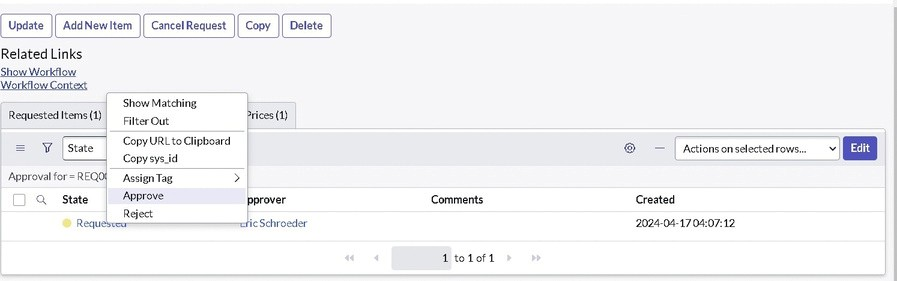 Update Add New Item Cancel Request Copy Delete
Related Links
Show Workflow
Workflow Context
Requested Items (1) Prices (1)
Show Matching
Filter Out
Copy URL to Clipboard
Copy sys_id
Assign Tag
Approve
Reject
State Actions on selected rows... Edit
Approval for = REQ00
State pprover Comments Created
Requested Eric Schroeder 2024-04-17 04:07:12
1 to 1 of 1